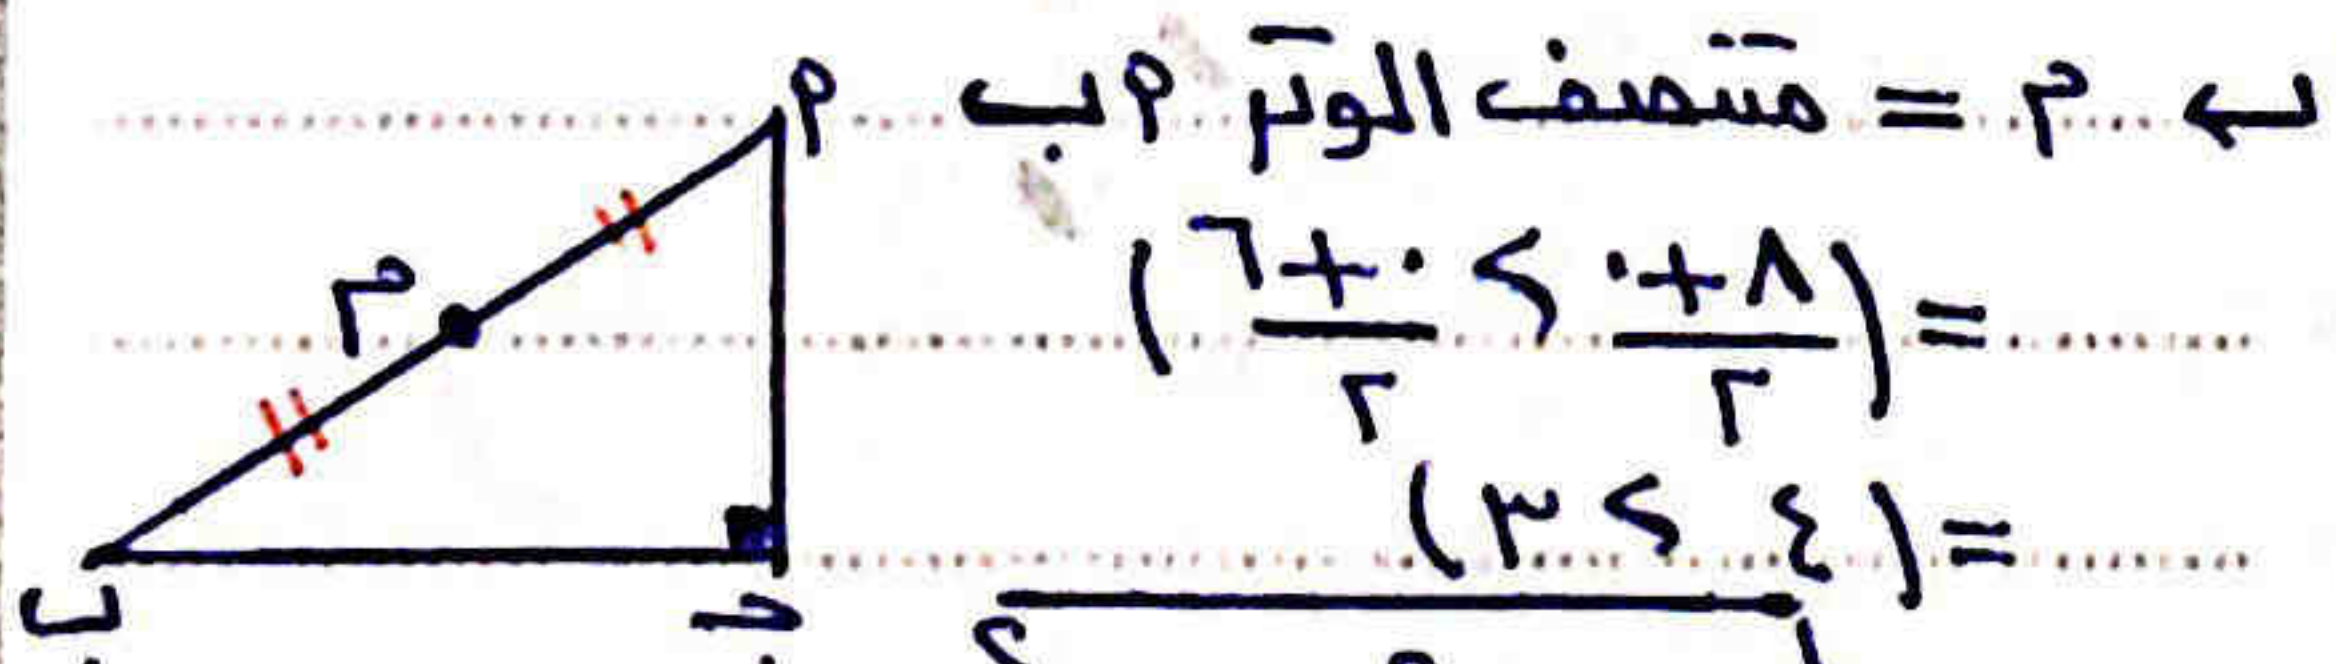 ب م = منتصف الوتر أ ب
= (٨+٠/٢ ، ٠+٦/٢)
= (٤ ، ٣)
أ
م
ب
ج